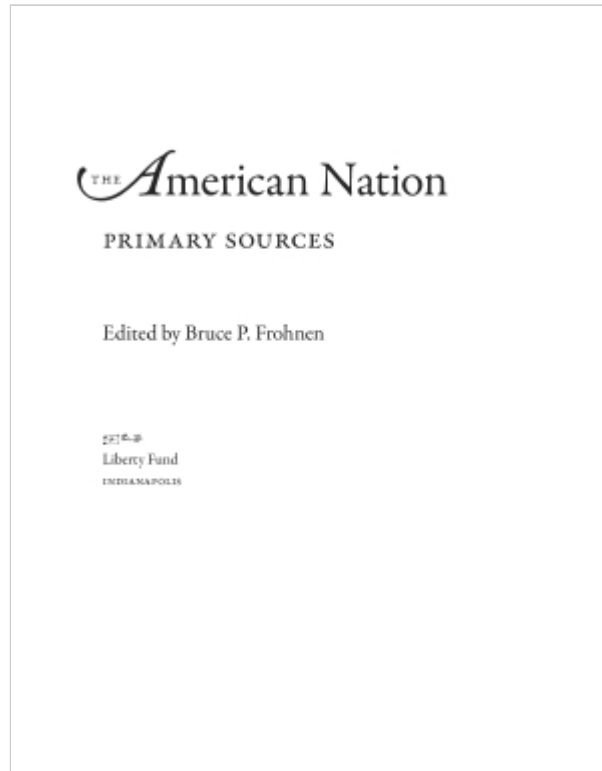 THE American Nation
PRIMARY SOURCES
Edited by Bruce P. Frohnen
Liberty Fund
INDIANAPOLIS